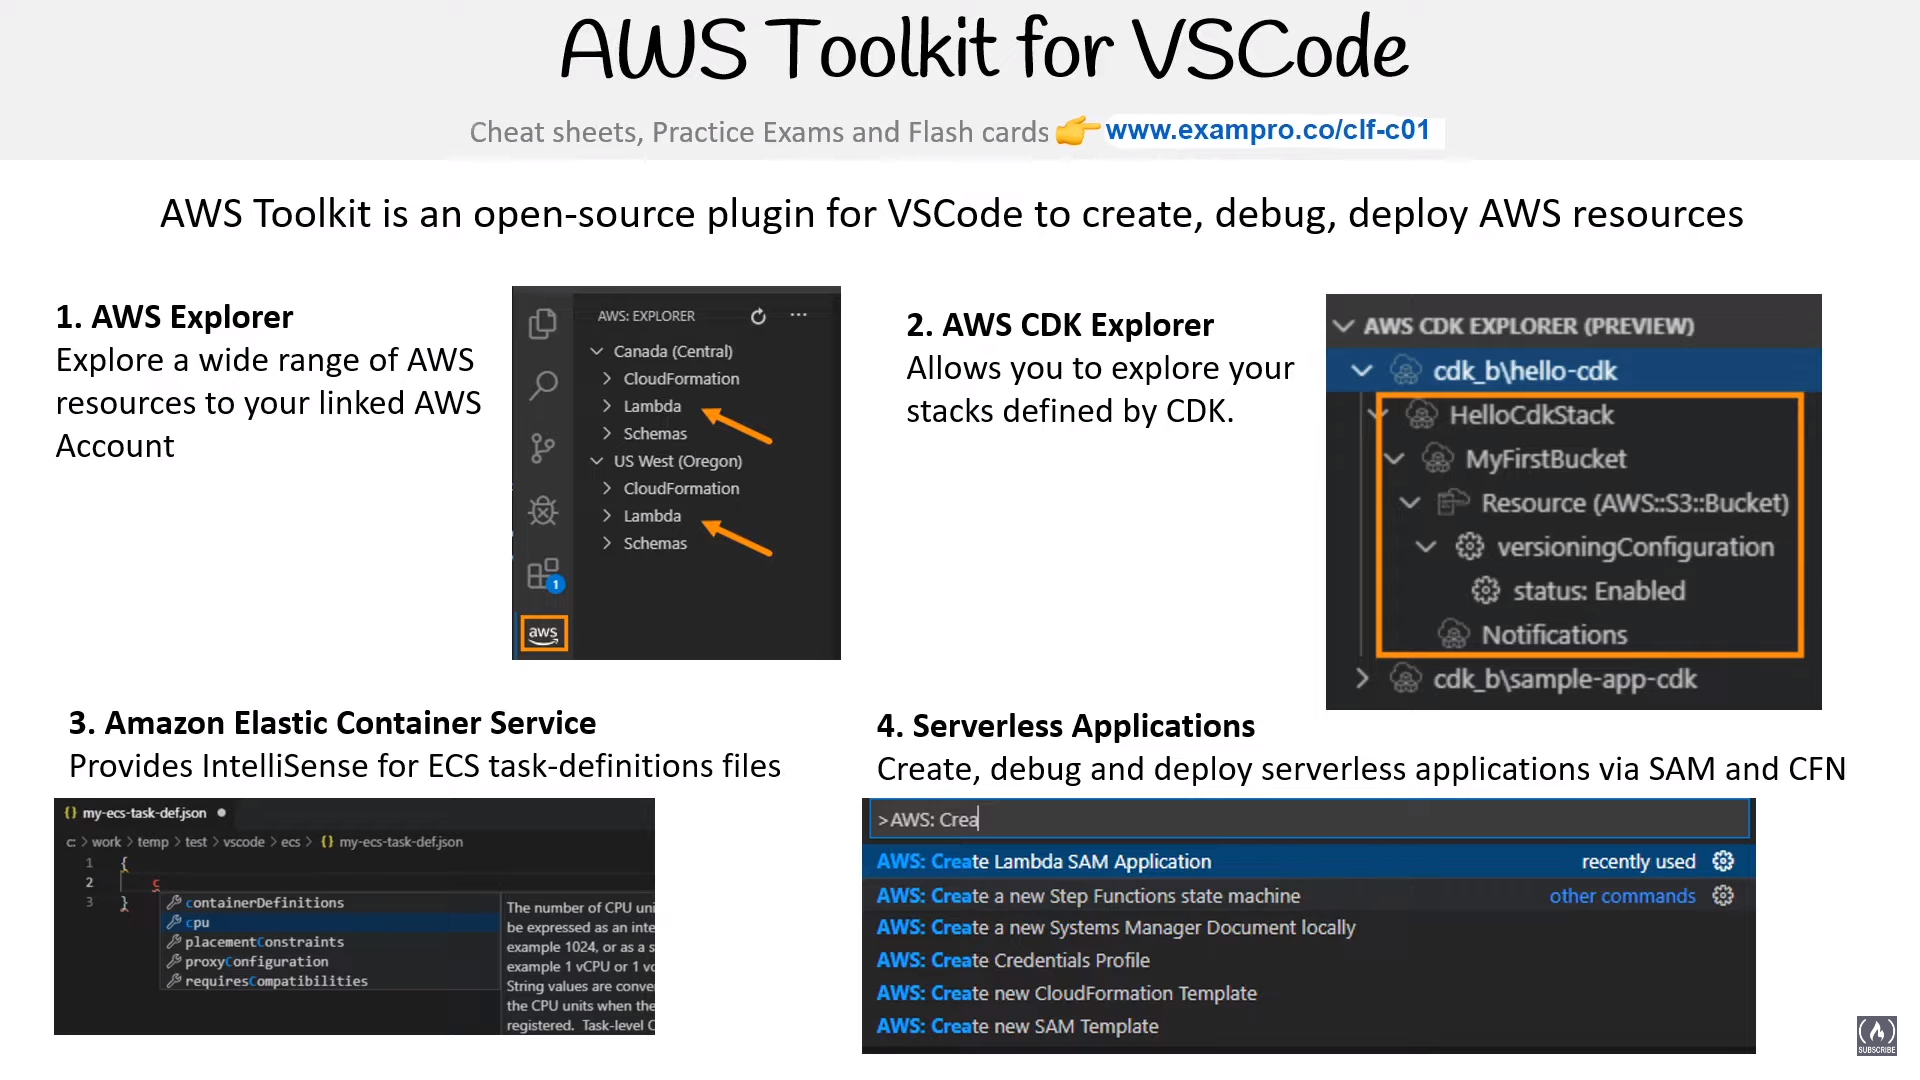 AWS Toolkit for VSCode
Cheat sheets, Practice Exams and Flash cards 👉 www.exampro.co/clf-c01
AWS Toolkit is an open-source plugin for VSCode to create, debug, deploy AWS resources
1. AWS Explorer
Explore a wide range of AWS
resources to your linked AWS
Account
AWS: EXPLORER
Canada (Central)
CloudFormation
Lambda
Schemas
US West (Oregon)
CloudFormation
Lambda
Schemas
1
aws
2. AWS CDK Explorer
Allows you to explore your
stacks defined by CDK.
AWS CDK EXPLORER (PREVIEW)
cdk_b\hello-cdk
HelloCdkStack
MyFirstBucket
Resource (AWS::S3::Bucket)
versioningConfiguration
status: Enabled
Notifications
cdk_b\sample-app-cdk
3. Amazon Elastic Container Service
Provides IntelliSense for ECS task-definitions files
{} my-ecs-task-def.json ●
c: > work > temp > test > vscode > ecs > {} my-ecs-task-def.json
1 {
2 c
3 }
containerDefinitions
cpu
placementConstraints
proxyConfiguration
requiresCompatibilities
The number of CPU uni
be expressed as an inte
example 1024, or as a s
example 1 vCPU or 1 vc
String values are conve
the CPU units when the
registered. Task-level C
4. Serverless Applications
Create, debug and deploy serverless applications via SAM and CFN
>AWS: Crea
AWS: Create Lambda SAM Application recently used
AWS: Create a new Step Functions state machine other commands
AWS: Create a new Systems Manager Document locally
AWS: Create Credentials Profile
AWS: Create new CloudFormation Template
AWS: Create new SAM Template
SUBSCRIBE